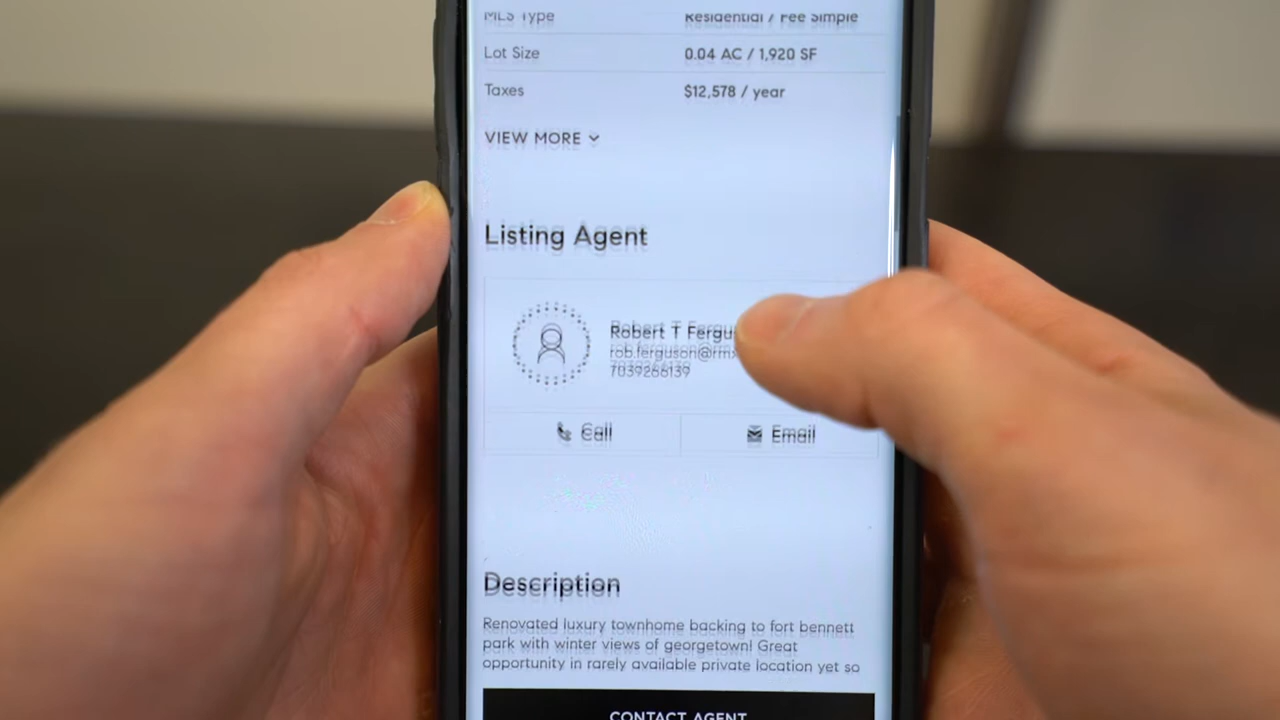 MLS Type Residential / Fee Simple
Lot Size 0.04 AC / 1,920 SF
Taxes $12,578 / year
VIEW MORE
Listing Agent
Robert T Fergu
rob.ferguson@rmx
7039266139
Call Email
Description
Renovated luxury townhome backing to fort bennett
park with winter views of georgetown! Great
opportunity in rarely available private location yet so
CONTACT AGENT